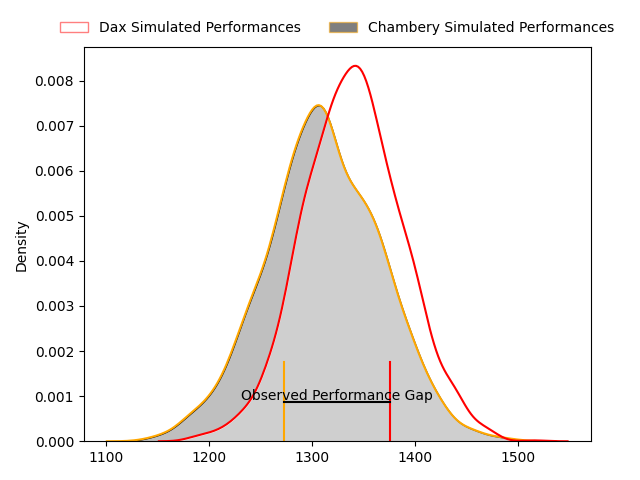 Dax Simulated Performances Chambery Simulated Performances
0.008
0.007
0.006
0.005
0.004
0.003
0.002
0.001
0.000
Density
Observed Performance Gap
1100 1200 1300 1400 1500